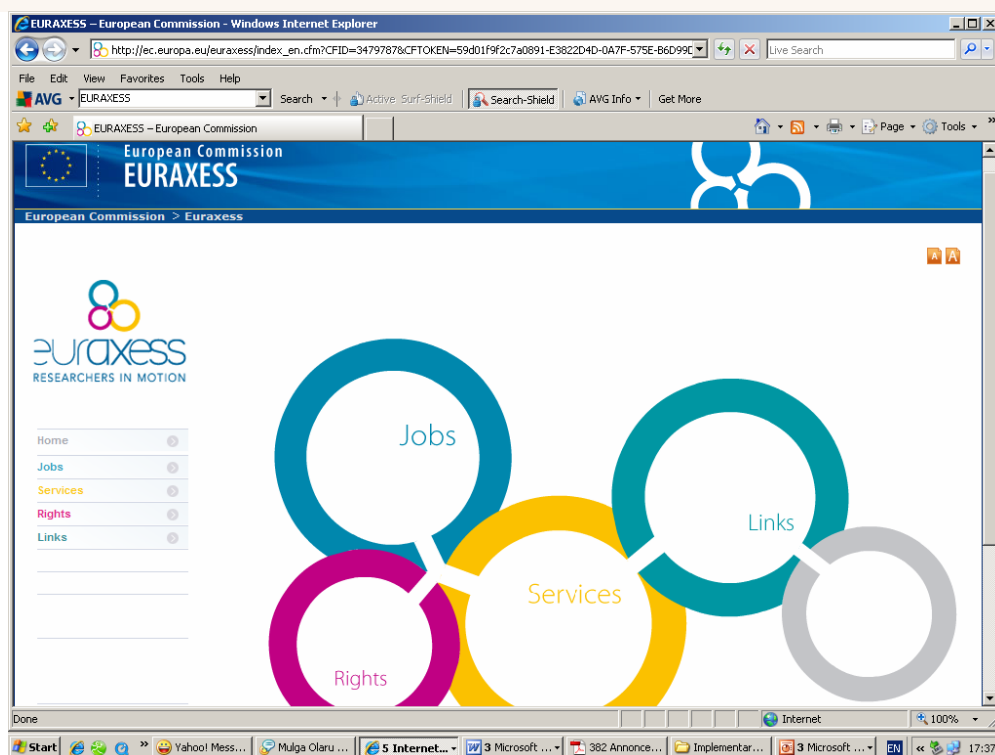 EURAXESS – European Commission - Windows Internet Explorer
http://ec.europa.eu/euraxess/index_en.cfm?CFID=3479787&CFTOKEN=59d01f9f2c7a0891-E3822D4D-0A7F-575E-B6D99E
Live Search
File Edit View Favorites Tools Help
AVG EURAXESS Search Active Surf-Shield Search-Shield AVG Info Get More
EURAXESS – European Commission Page Tools »
European Commission
EURAXESS
European Commission > Euraxess
A A
euraxess
RESEARCHERS IN MOTION
Home
Jobs
Services
Rights
Links
Jobs
Links
Services
Rights
Done Internet 100%
Start » Yahoo! Mess... Mulga Olaru ... 5 Internet... 3 Microsoft ... 382 Annonce... Implementar... 3 Microsoft... EN « 17:37